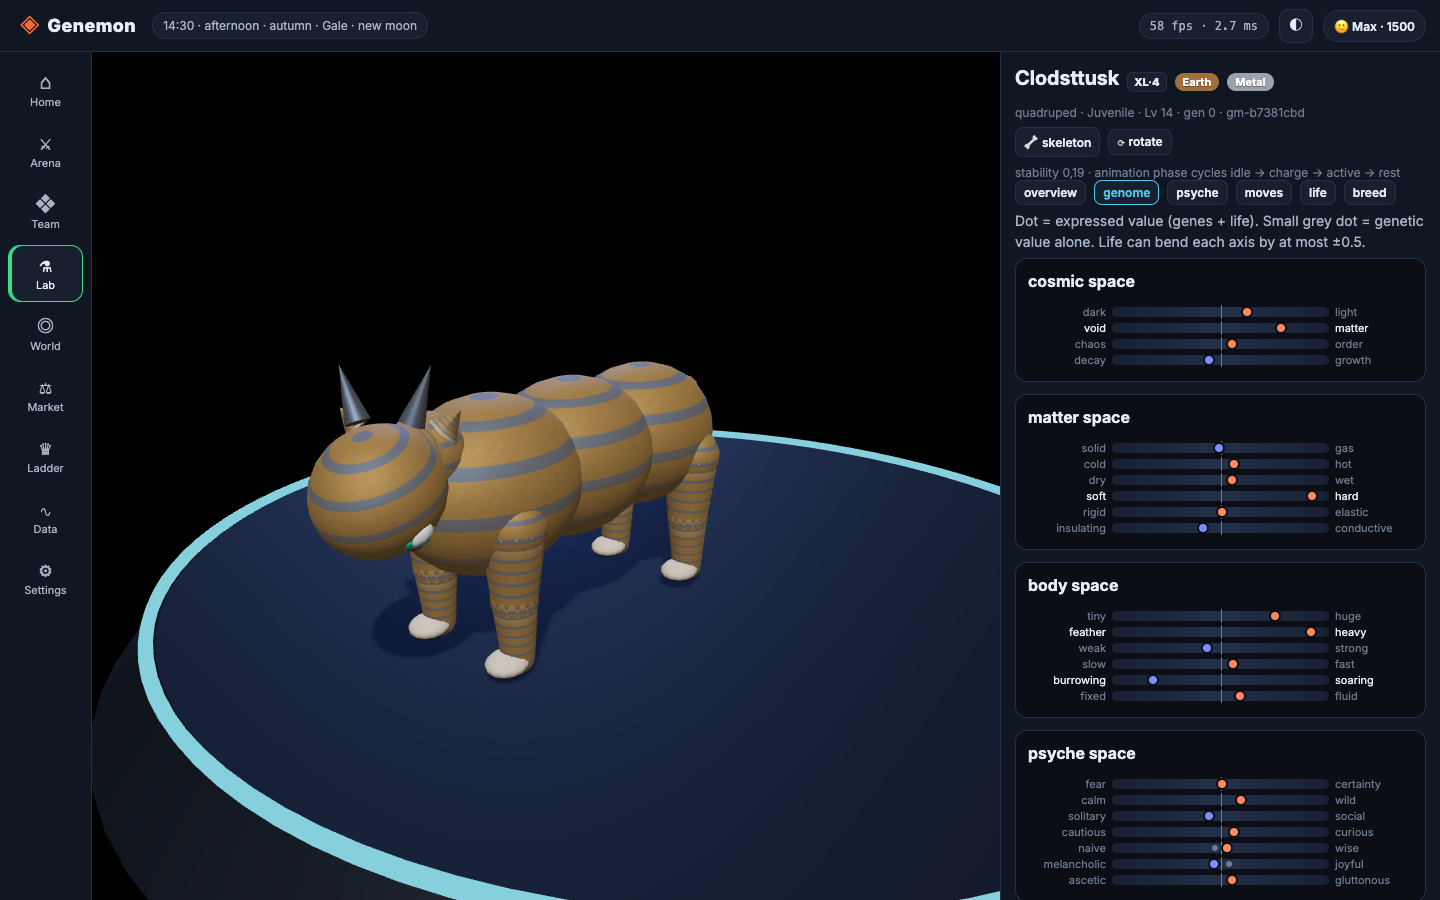 Genemon
14:30 · afternoon · autumn · Gale · new moon
58 fps · 2.7 ms
Max · 1500
Home
Arena
Team
Lab
World
Market
Ladder
Data
Settings
Clodsttusk XL·4 Earth Metal
quadruped · Juvenile · Lv 14 · gen 0 · gm-b7381cbd
skeleton rotate
stability 0,19 · animation phase cycles idle → charge → active → rest
overview genome psyche moves life breed
Dot = expressed value (genes + life). Small grey dot = genetic
value alone. Life can bend each axis by at most ±0.5.
cosmic space
dark light
void matter
chaos order
decay growth
matter space
solid gas
cold hot
dry wet
soft hard
rigid elastic
insulating conductive
body space
tiny huge
feather heavy
weak strong
slow fast
burrowing soaring
fixed fluid
psyche space
fear certainty
calm wild
solitary social
cautious curious
naive wise
melancholic joyful
ascetic gluttonous